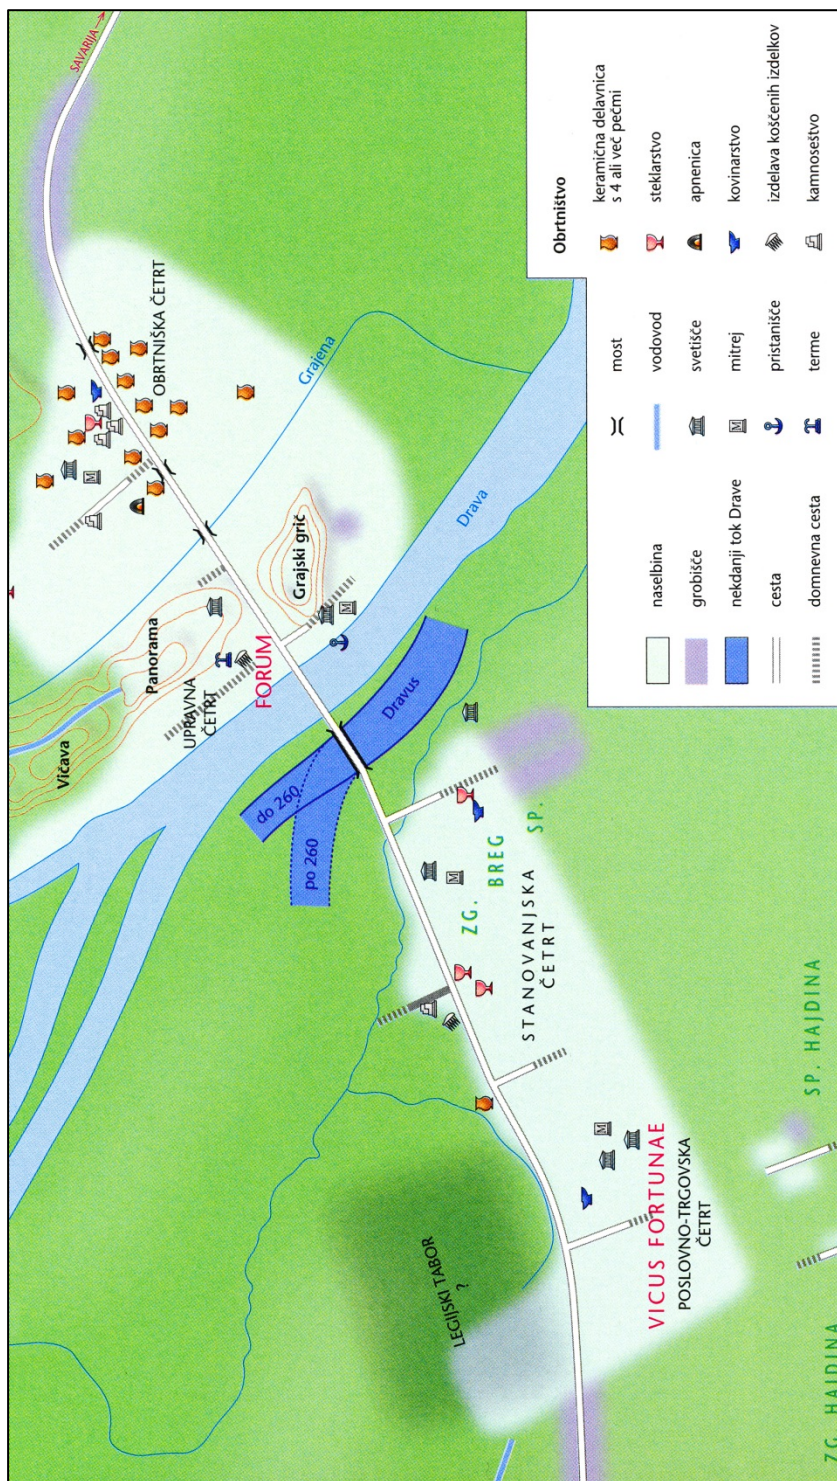 SAVARIJA
OBRTNIŠKA ČETRT
Grajena
Drava
Grajski grič
Panorama
Vičava
UPRAVNA
ČETRT
FORUM
Dravus
do 260
po 260
ZG. BREG SP.
STANOVANJSKA
ČETRT
LEGIJSKI TABOR
?
VICUS FORTUNAE
POSLOVNO-TRGOVSKA
ČETRT
SP. HAJDINA
ZG. HAJDINA
naselbina
grobišče
nekdanji tok Drave
cesta
domnevna cesta
most
vodovod
svetišče
M mitrej
pristanišče
terme
Obrtništvo
keramična delavnica
s 4 ali več pečmi
steklarstvo
apnenica
kovinarstvo
izdelava koščenih izdelkov
kamnoseštvo